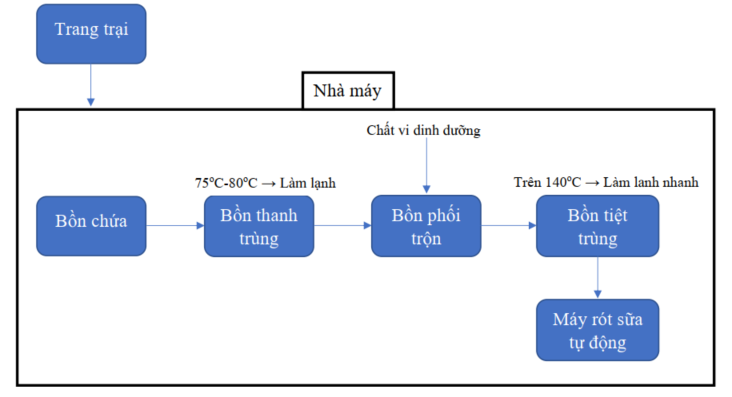 Trang trại
Nhà máy
Chất vi dinh dưỡng
75°C-80°C → Làm lạnh
Trên 140°C → Làm lanh nhanh
Bồn chứa
Bồn thanh
trùng
Bồn phối
trộn
Bồn tiệt
trùng
Máy rót sữa
tự động